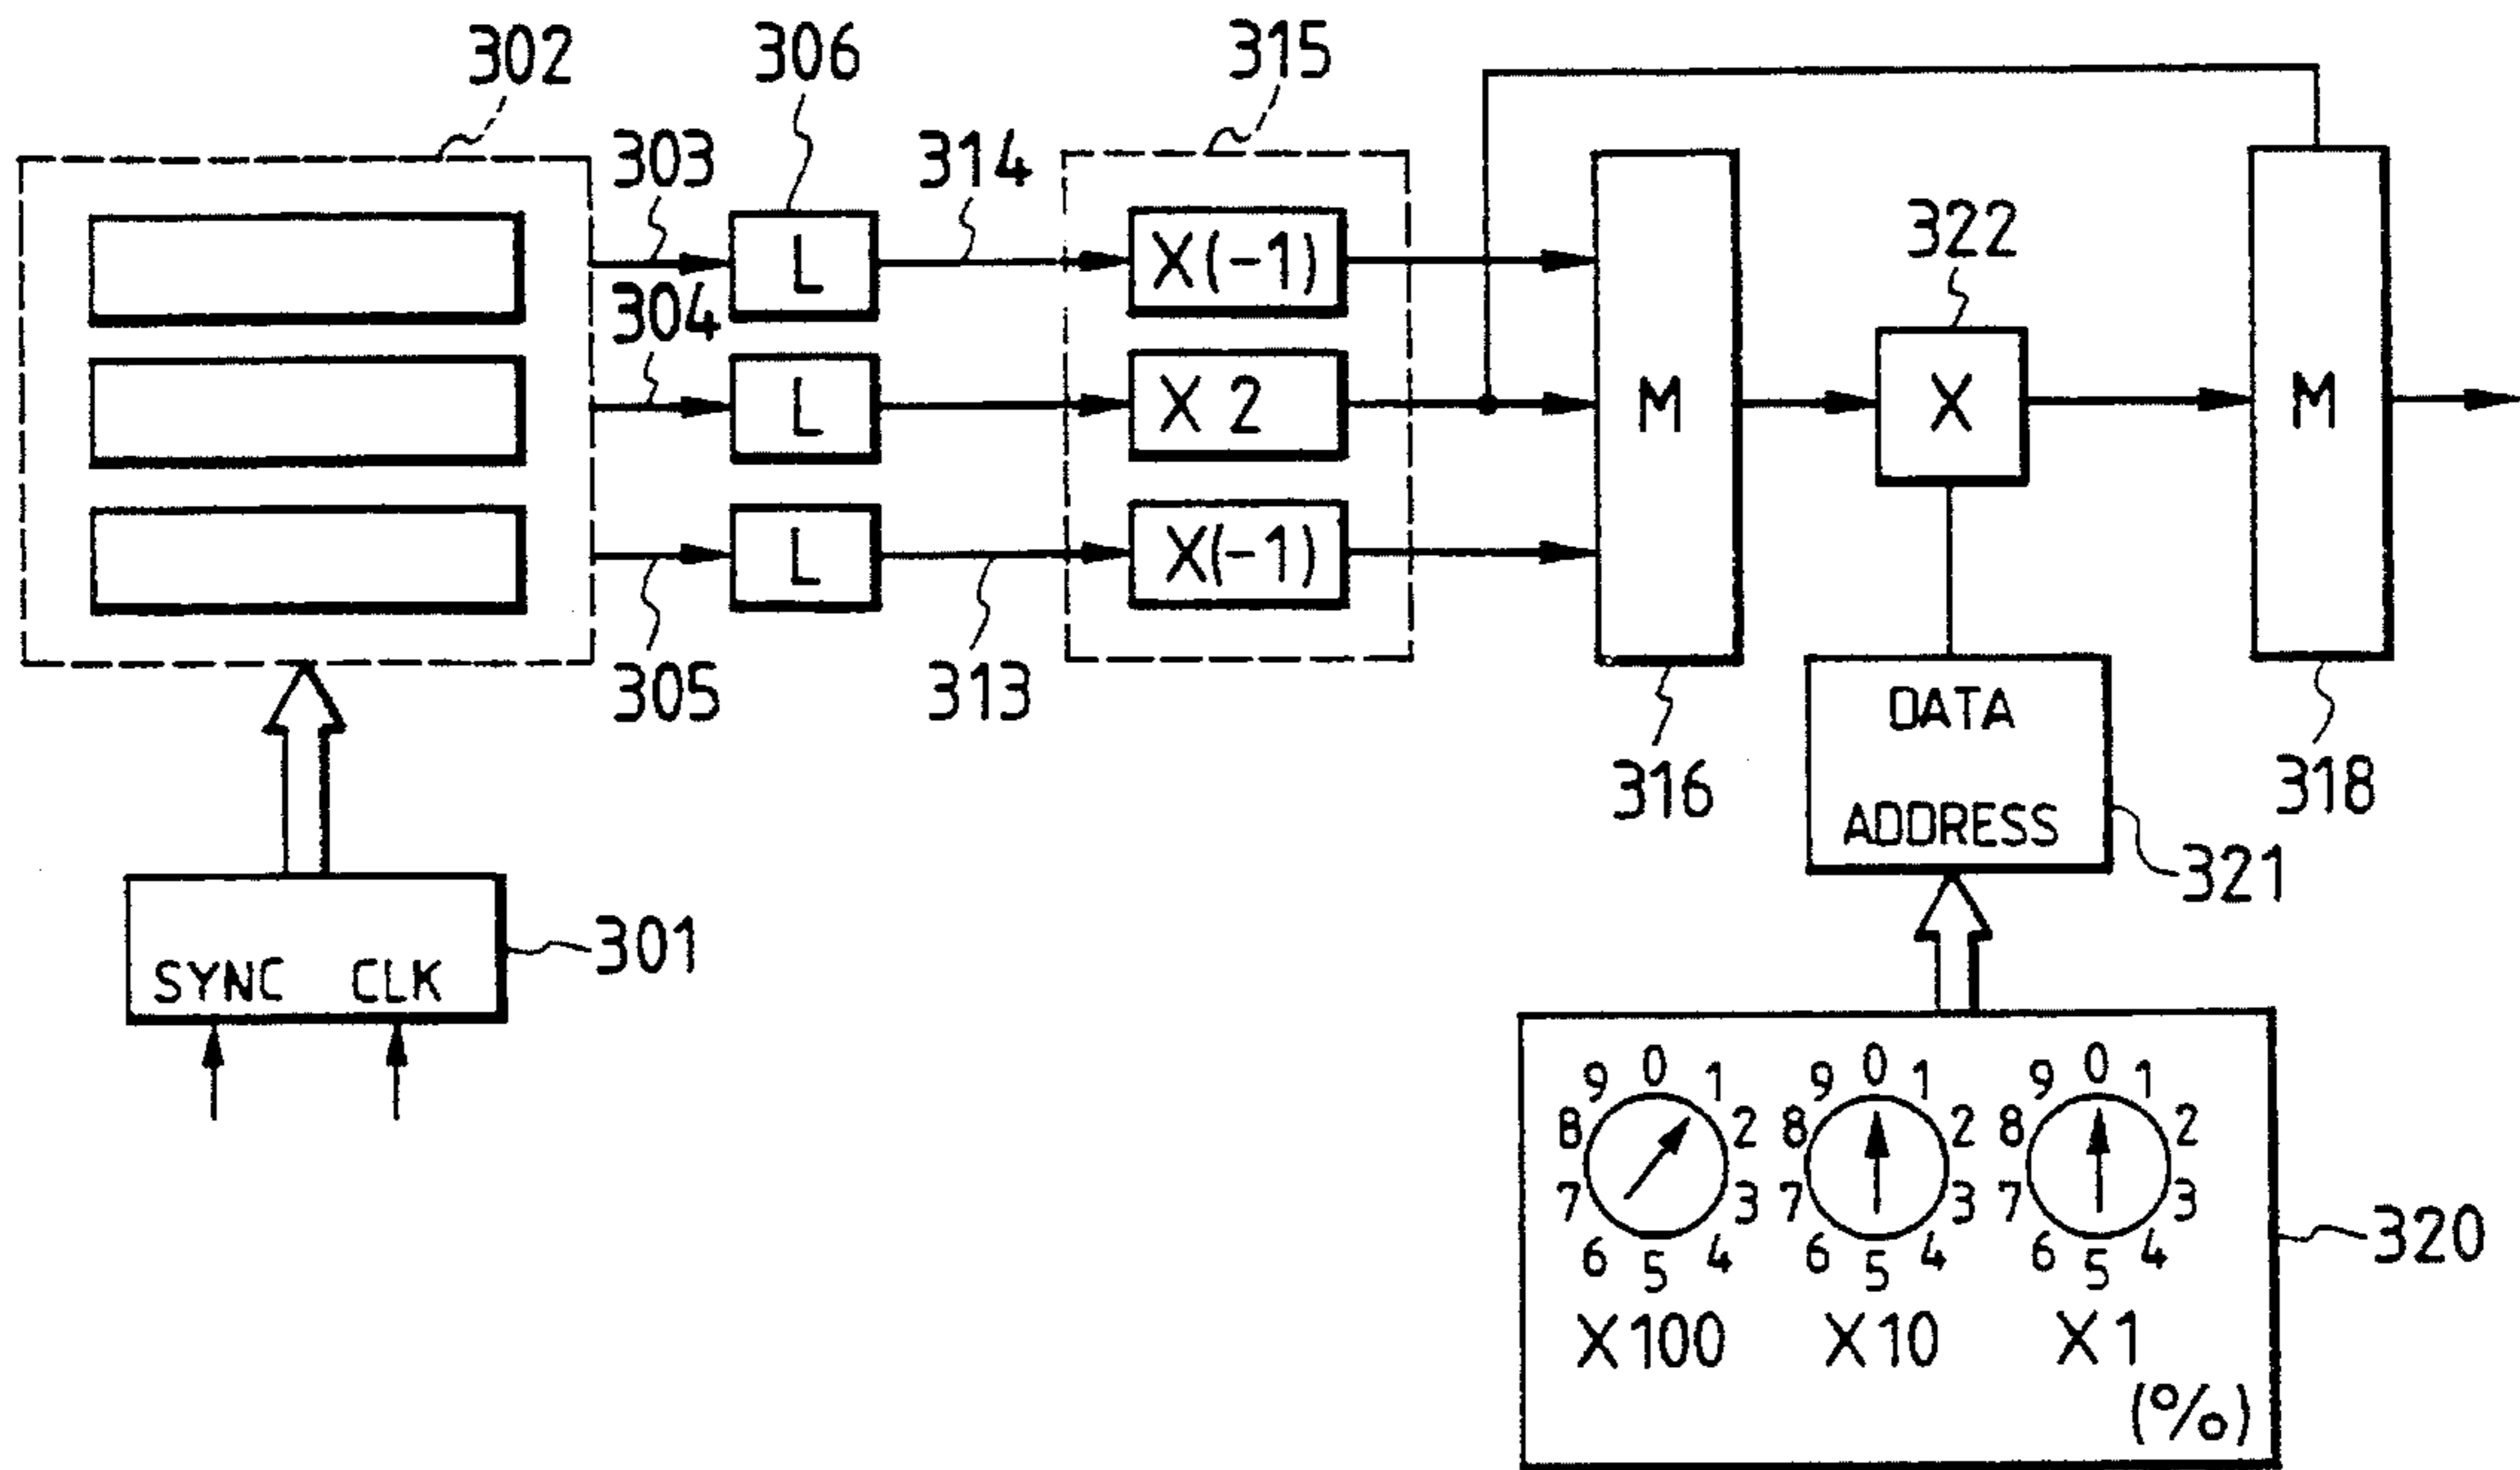 302
306
315
303
314
322
304
L
X(-1)
L
X 2
M
X
M
L
X(-1)
305
313
316
318
DATA
ADDRESS
321
301
SYNC CLK
0 1 2 3 4 5 6 7 8 9
0 1 2 3 4 5 6 7 8 9
0 1 2 3 4 5 6 7 8 9
320
X100 X10 X1
(%)